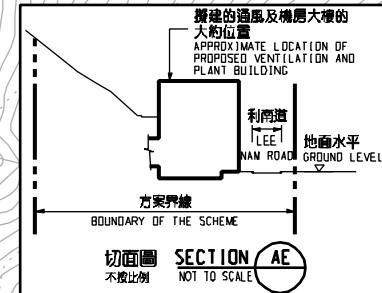 擬建的通風及機房大樓的
大約位置
APPROXIMATE LOCATION OF
PROPOSED VENTILATION AND
PLANT BUILDING
利南道
LEE
NAM ROAD
地面水平
GROUND LEVEL
方案界線
BOUNDARY OF THE SCHEME
切面圖 SECTION AE
不按比例 NOT TO SCALE